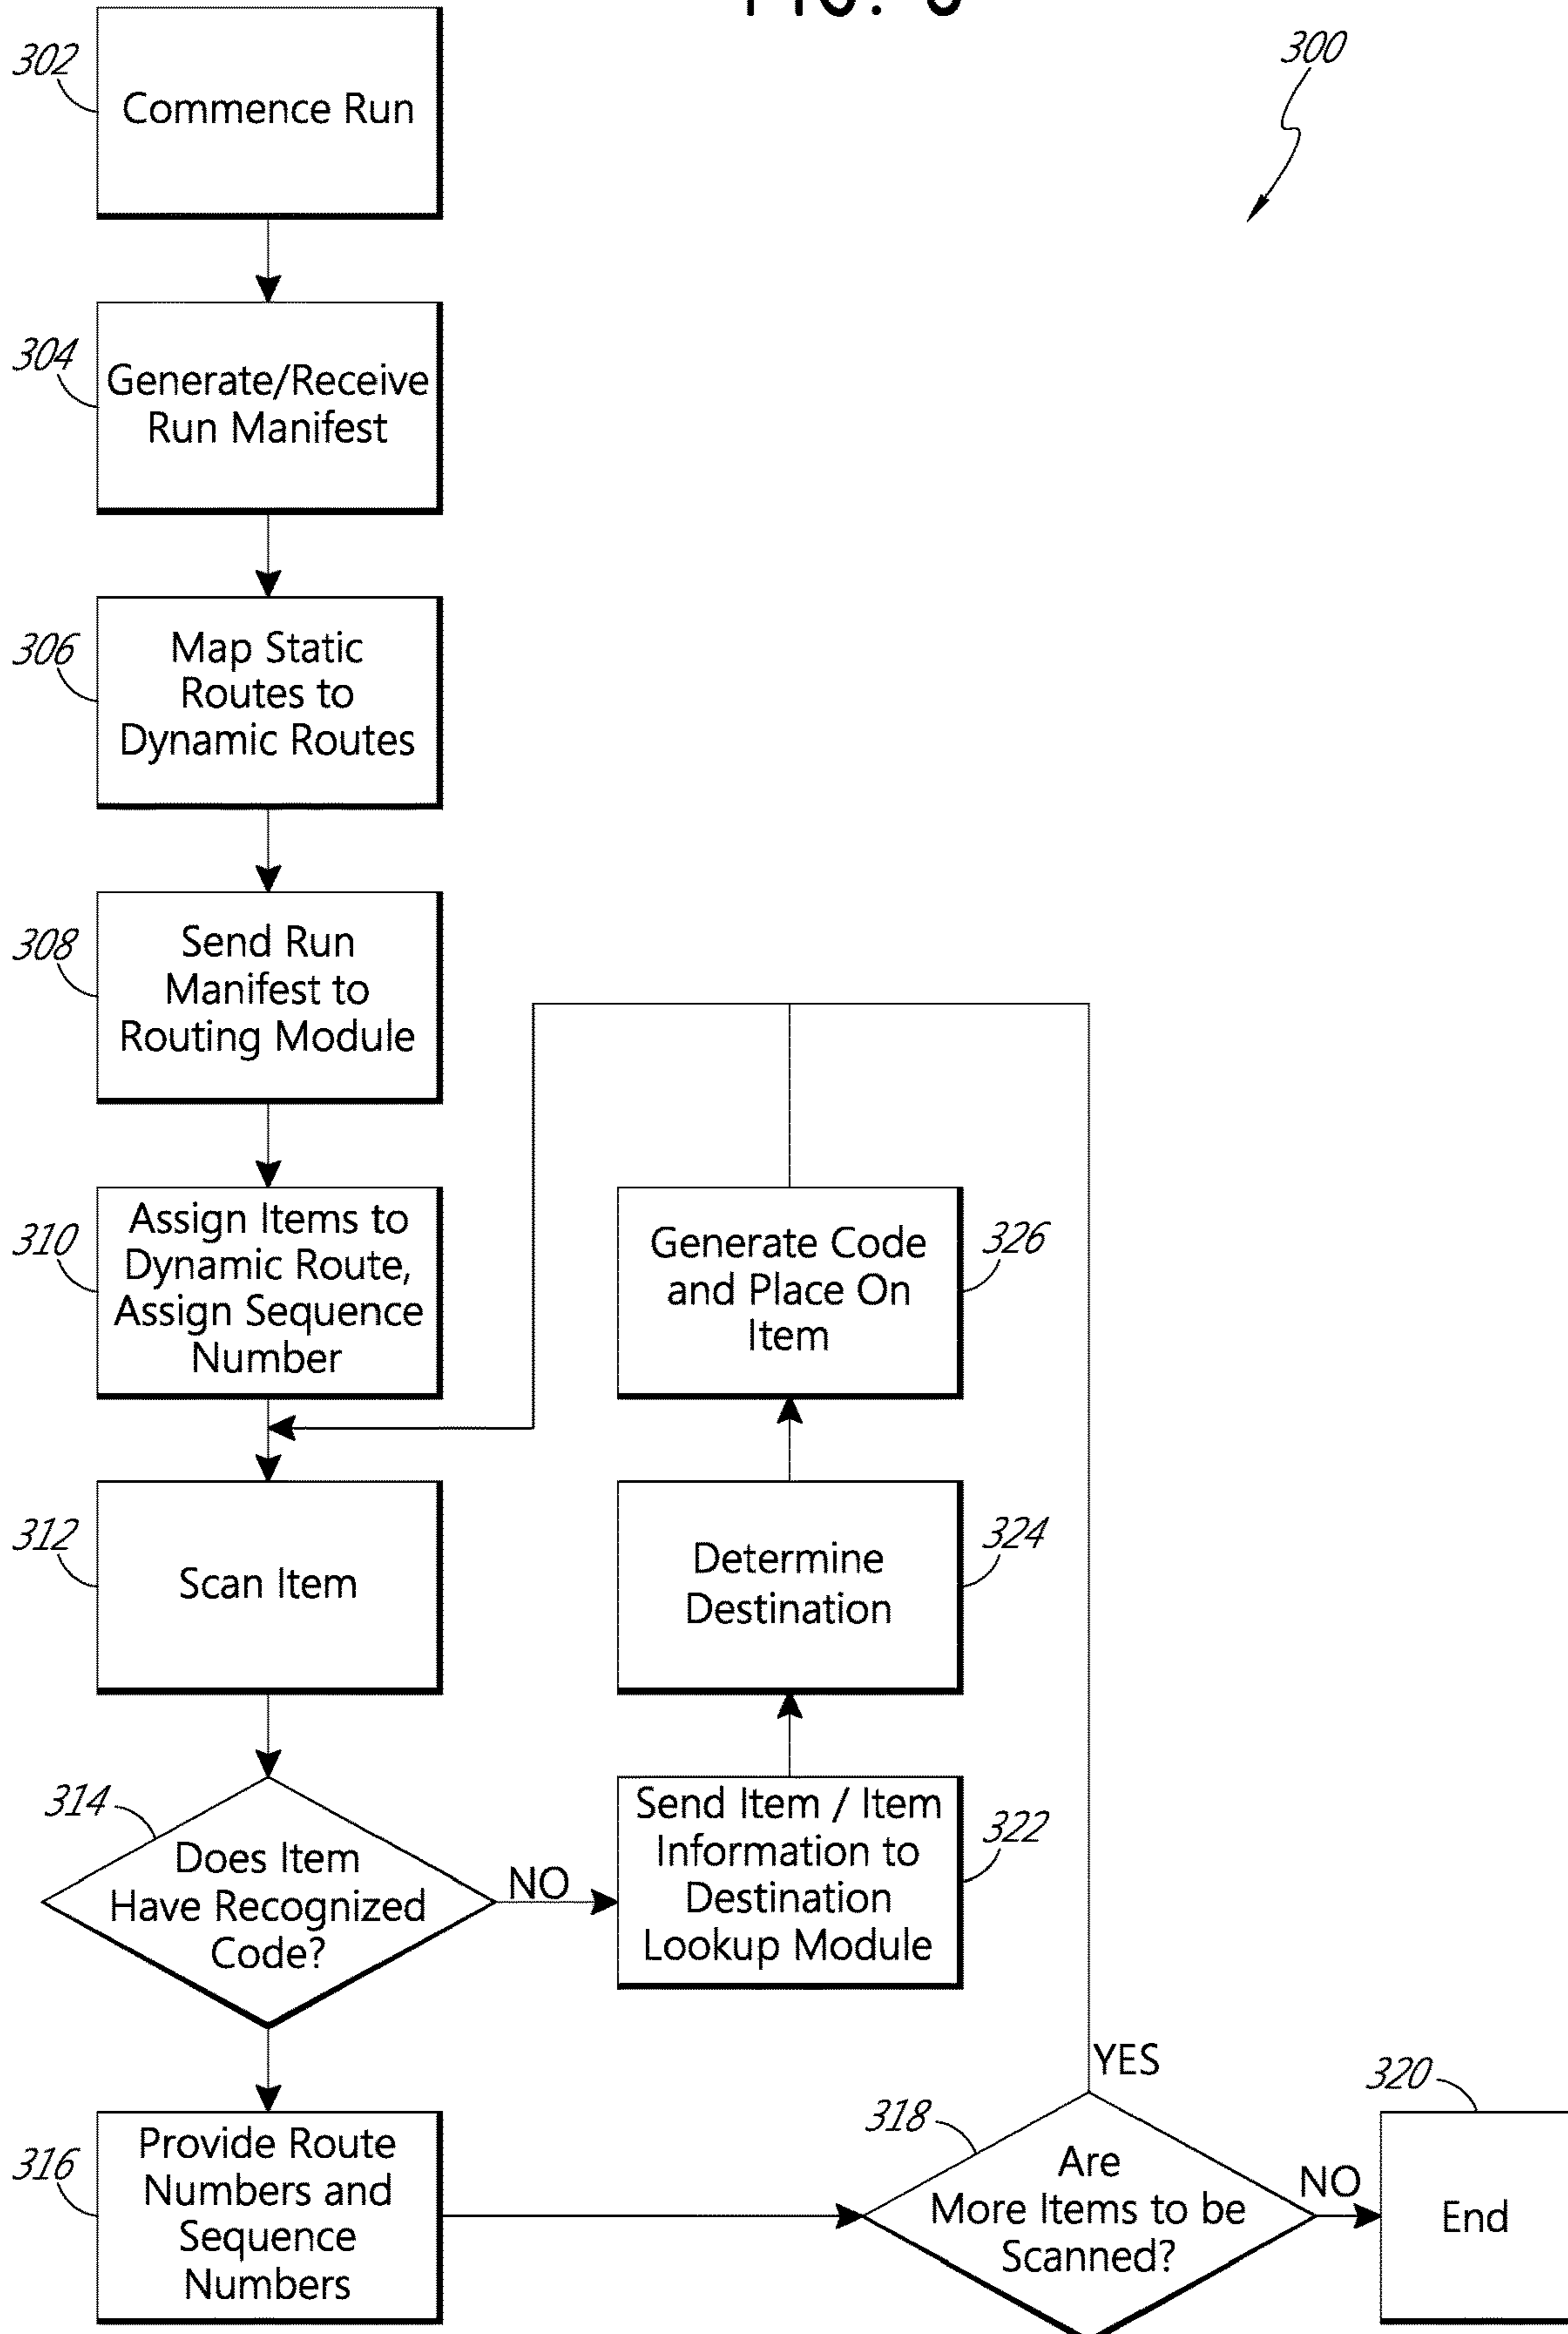 300
302
Commence Run
304
Generate/Receive
Run Manifest
306
Map Static
Routes to
Dynamic Routes
308
Send Run
Manifest to
Routing Module
310
Assign Items to
Dynamic Route,
Assign Sequence
Number
326
Generate Code
and Place On
Item
312
Scan Item
324
Determine
Destination
314
Does Item
Have Recognized
Code?
NO
322
Send Item / Item
Information to
Destination
Lookup Module
316
Provide Route
Numbers and
Sequence
Numbers
YES
318
Are
More Items to be
Scanned?
NO
320
End